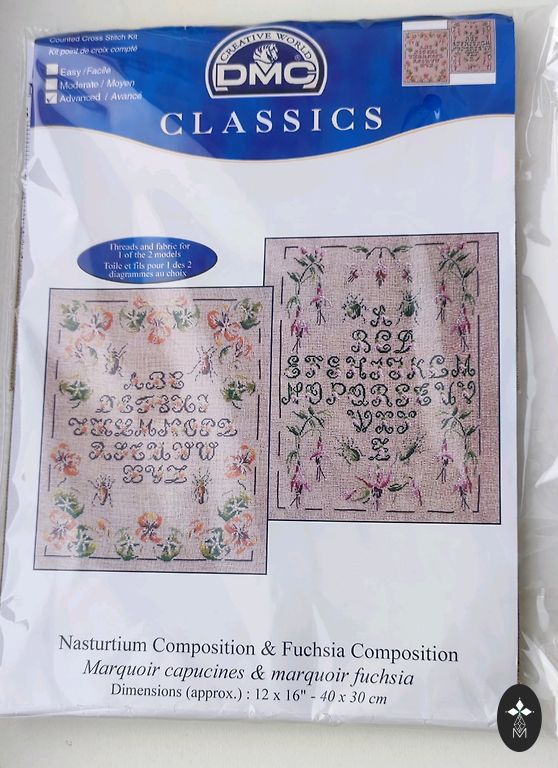 Counted Cross Stitch Kit
Kit point de croix compté
Easy / Facile
Moderate / Moyen
Advanced / Avancé
CREATIVE WORLD
DMC
CLASSICS
Threads and fabric for
1 of the 2 models
Toile et fils pour 1 des 2
diagrammes au choix
A
BCD
ABC
Nasturtium Composition & Fuchsia Composition
Marquoir capucines & marquoir fuchsia
Dimensions (approx.) : 12 x 16" - 40 x 30 cm
M